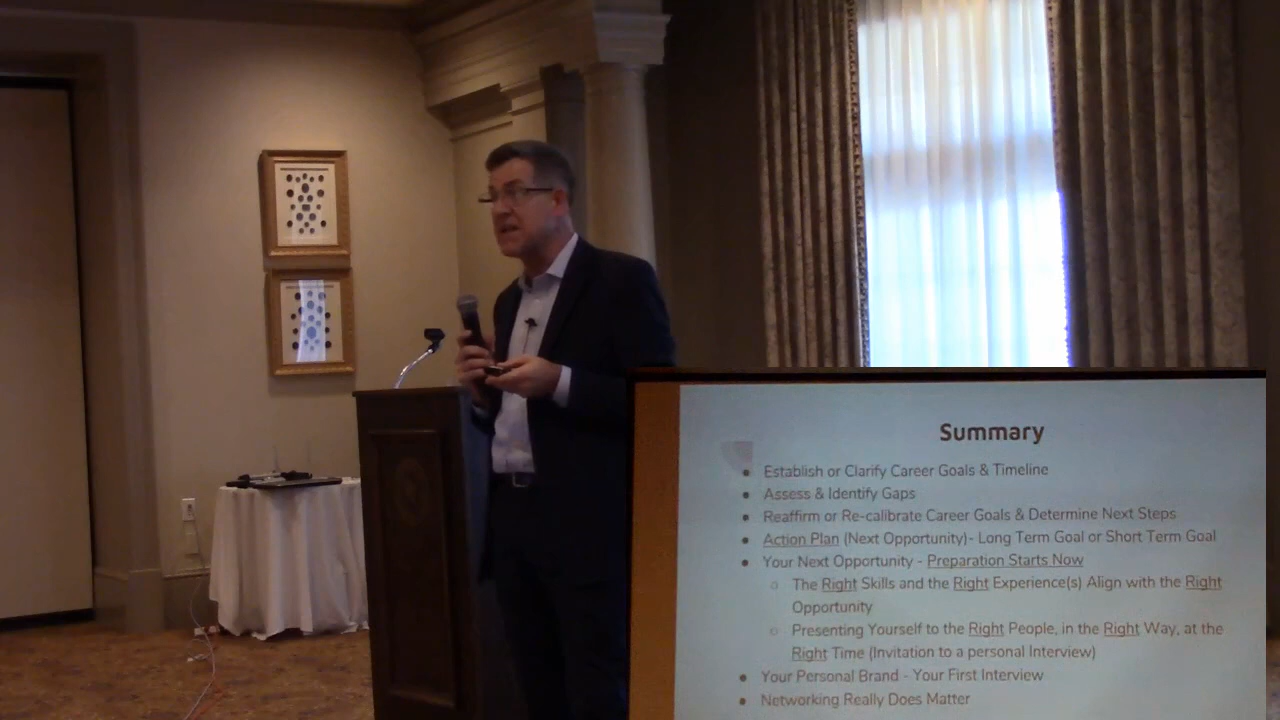 Summary
Establish or Clarify Career Goals & Timeline
Assess & Identify Gaps
Reaffirm or Re-calibrate Career Goals & Determine Next Steps
Action Plan (Next Opportunity)- Long Term Goal or Short Term Goal
Your Next Opportunity - Preparation Starts Now
The Right Skills and the Right Experience(s) Align with the Right
Opportunity
Presenting Yourself to the Right People, in the Right Way, at the
Right Time (Invitation to a personal Interview)
Your Personal Brand - Your First Interview
Networking Really Does Matter